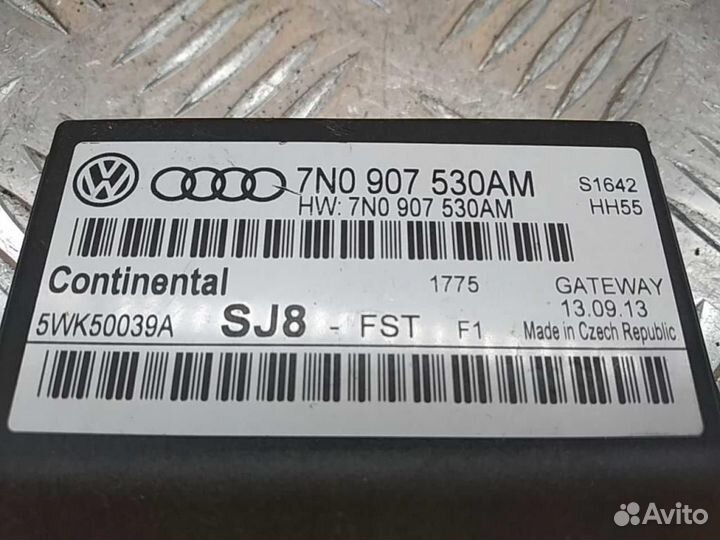 7N0 907 530AM S1642
HW: 7N0 907 530AM HH55
Continental 1775 GATEWAY
13.09.13
5WK50039A SJ8 - FST F1 Made in Czech Republic
Avito